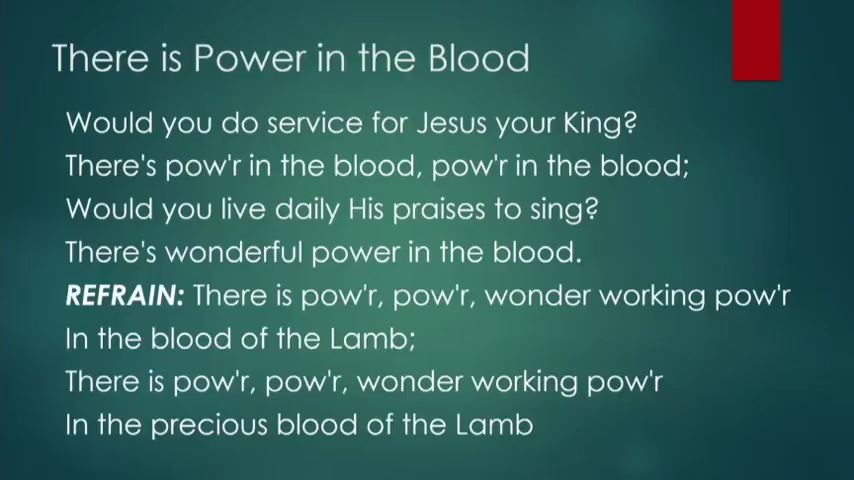 There is Power in the Blood
Would you do service for Jesus your King?
There's pow'r in the blood, pow'r in the blood;
Would you live daily His praises to sing?
There's wonderful power in the blood.
REFRAIN: There is pow'r, pow'r, wonder working pow'r
In the blood of the Lamb;
There is pow'r, pow'r, wonder working pow'r
In the precious blood of the Lamb